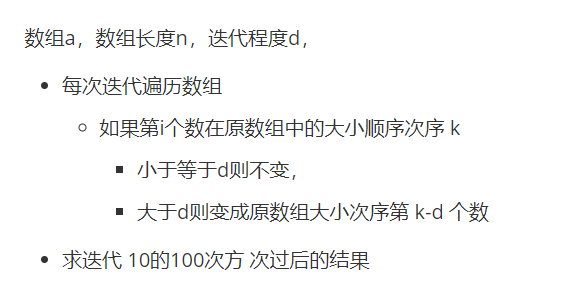 数组a，数组长度n，迭代程度d，
每次迭代遍历数组
如果第i个数在原数组中的大小顺序次序 k
小于等于d则不变，
大于d则变成原数组大小次序第 k-d 个数
求迭代 10的100次方 次过后的结果